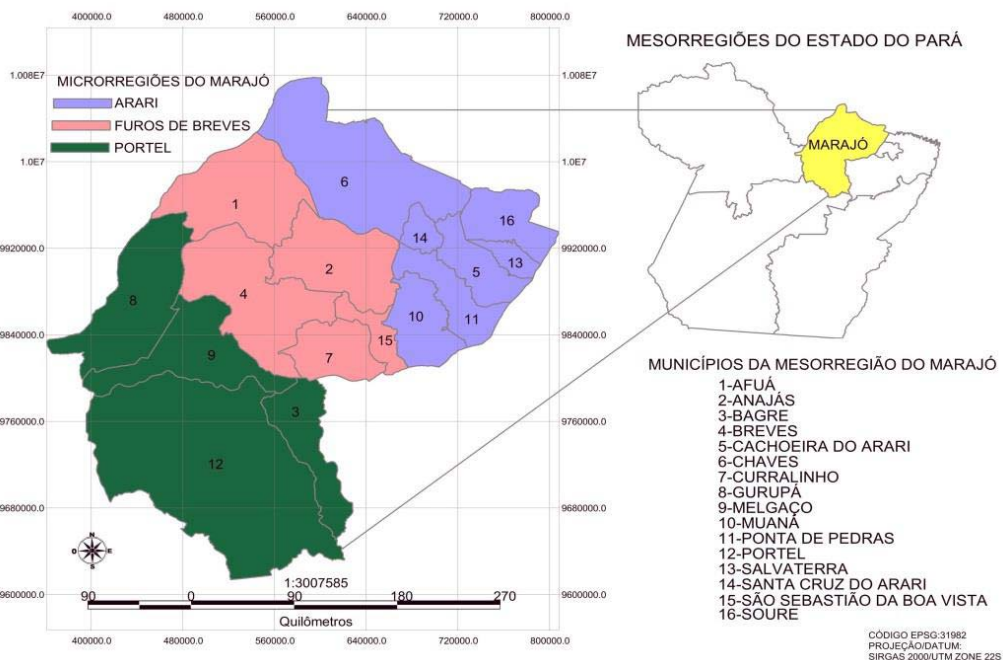 400000.0 480000.0 560000.0 640000.0 720000.0 800000.0
MESORREGIÕES DO ESTADO DO PARÁ
1.008E7
1.008E7
MICRORREGIÕES DO MARAJÓ
ARARI
FUROS DE BREVES
PORTEL
MARAJÓ
1.0E7
1.0E7
6
1
16
14
9920000.0
9920000.0
2
13
5
8
4
10
11
9840000.0
9840000.0
15
9
7
MUNICÍPIOS DA MESORREGIÃO DO MARAJÓ
1-AFUÁ
2-ANAJÁS
3-BAGRE
4-BREVES
5-CACHOEIRA DO ARARI
6-CHAVES
7-CURRALINHO
8-GURUPÁ
9-MELGAÇO
10-MUANÁ
11-PONTA DE PEDRAS
12-PORTEL
13-SALVATERRA
14-SANTA CRUZ DO ARARI
15-SÃO SEBASTIÃO DA BOA VISTA
16-SOURE
3
9760000.0
9760000.0
12
9680000.0
9680000.0
N
O E
S
1:3007585
9600000.0
9600000.0
90 0 90 180 270
Quilômetros
400000.0 480000.0 560000.0 640000.0 720000.0 800000.0
CÓDIGO EPSG:31982
PROJEÇÃO/DATUM:
SIRGAS 2000/UTM ZONE 22S